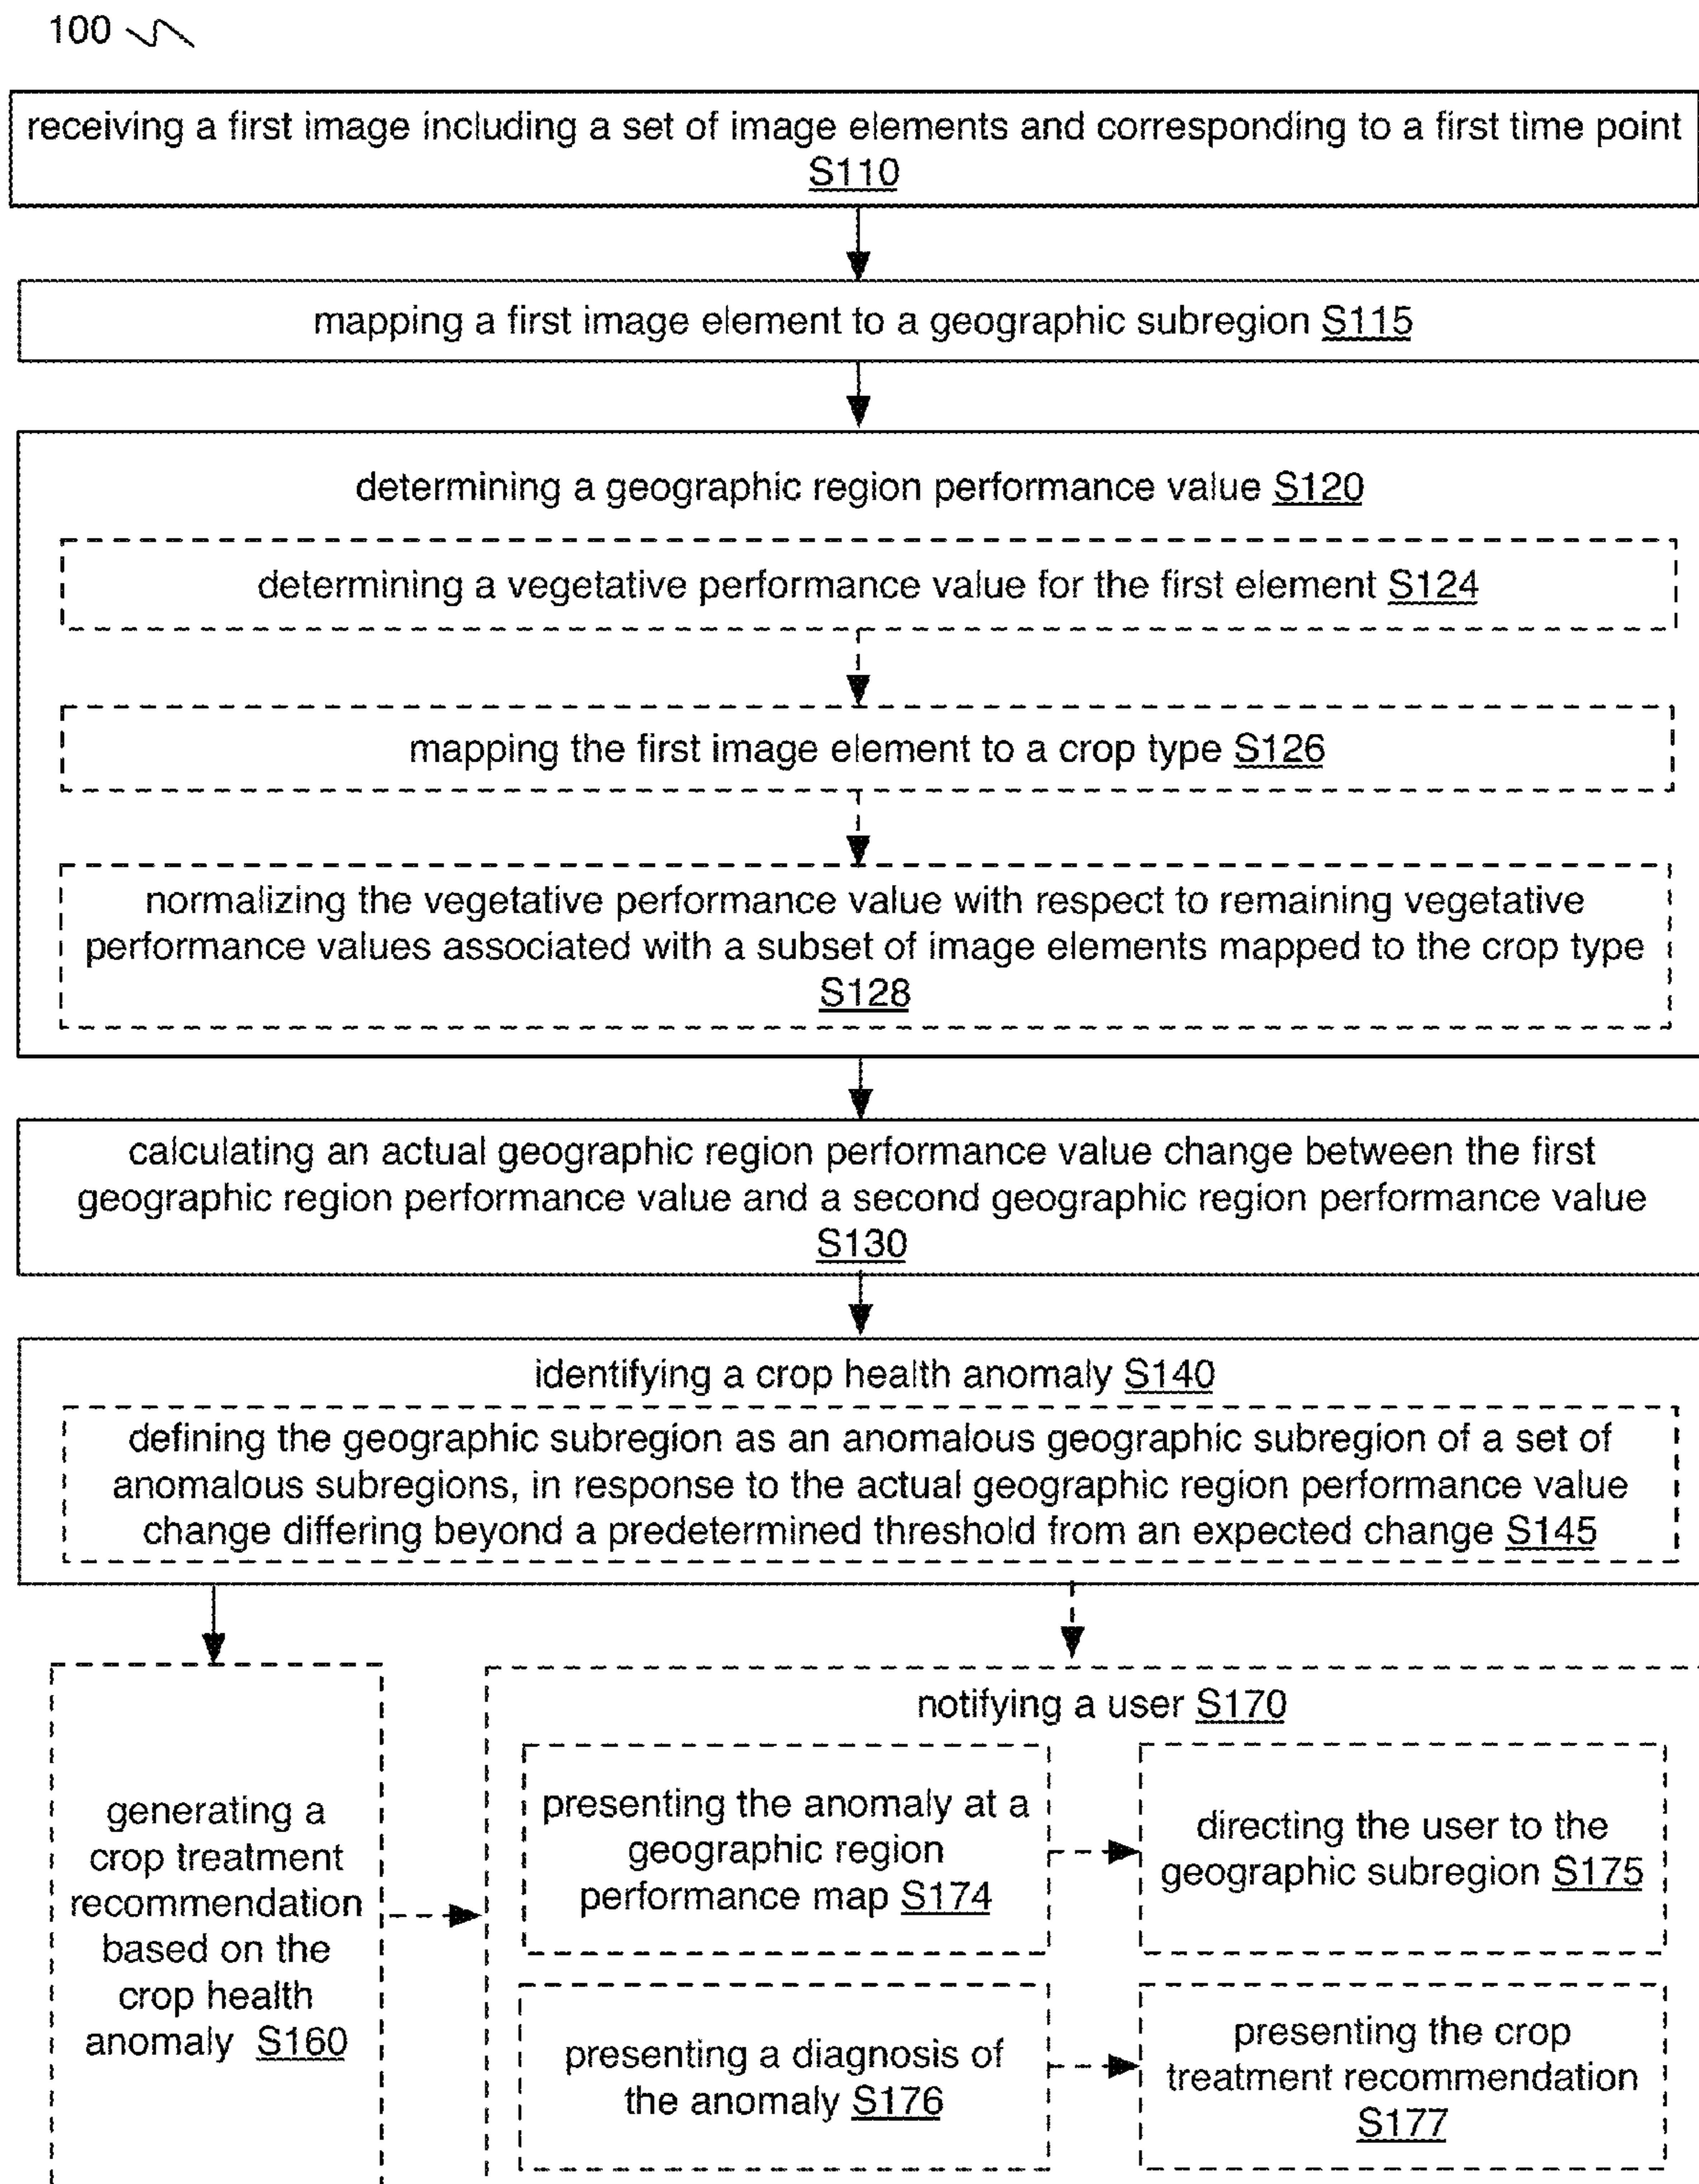 100
receiving a first image including a set of image elements and corresponding to a first time point
S110
mapping a first image element to a geographic subregion S115
determining a geographic region performance value S120
determining a vegetative performance value for the first element S124
mapping the first image element to a crop type S126
normalizing the vegetative performance value with respect to remaining vegetative
performance values associated with a subset of image elements mapped to the crop type
S128
calculating an actual geographic region performance value change between the first
geographic region performance value and a second geographic region performance value
S130
identifying a crop health anomaly S140
defining the geographic subregion as an anomalous geographic subregion of a set of
anomalous subregions, in response to the actual geographic region performance value
change differing beyond a predetermined threshold from an expected change S145
generating a
crop treatment
recommendation
based on the
crop health
anomaly S160
notifying a user S170
presenting the anomaly at a
geographic region
performance map S174
directing the user to the
geographic subregion S175
presenting a diagnosis of
the anomaly S176
presenting the crop
treatment recommendation
S177